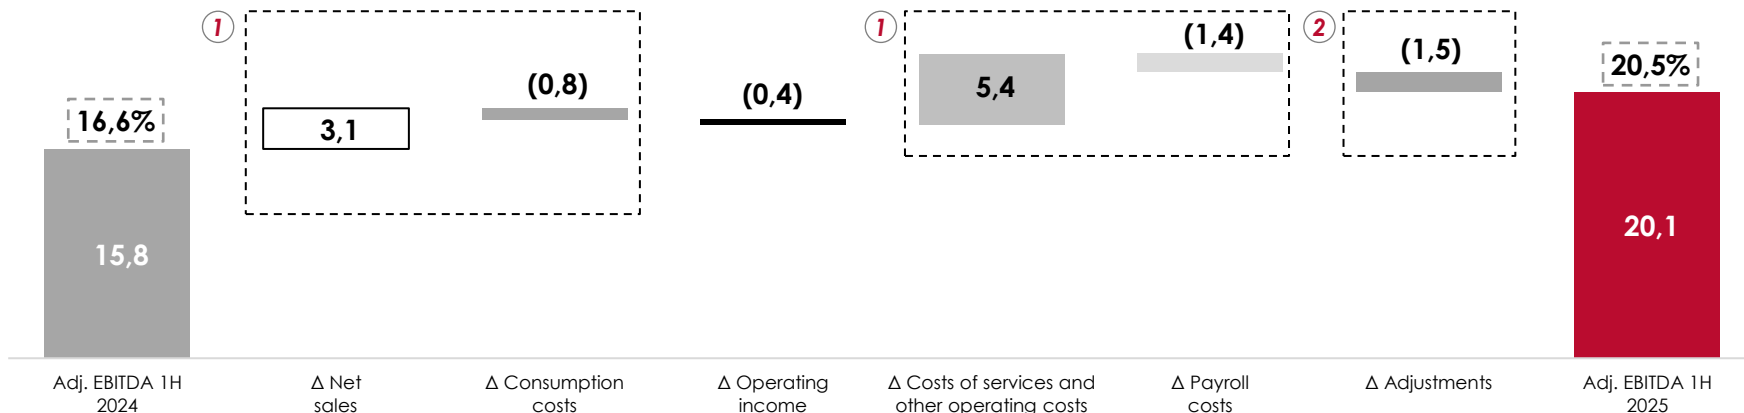 1
1
2
16,6%
15,8
3,1
(0,8)
(0,4)
5,4
(1,4)
(1,5)
20,5%
20,1
Adj. EBITDA 1H
2024
Δ Net
sales
Δ Consumption
costs
Δ Operating
income
Δ Costs of services and
other operating costs
Δ Payroll
costs
Δ Adjustments
Adj. EBITDA 1H
2025